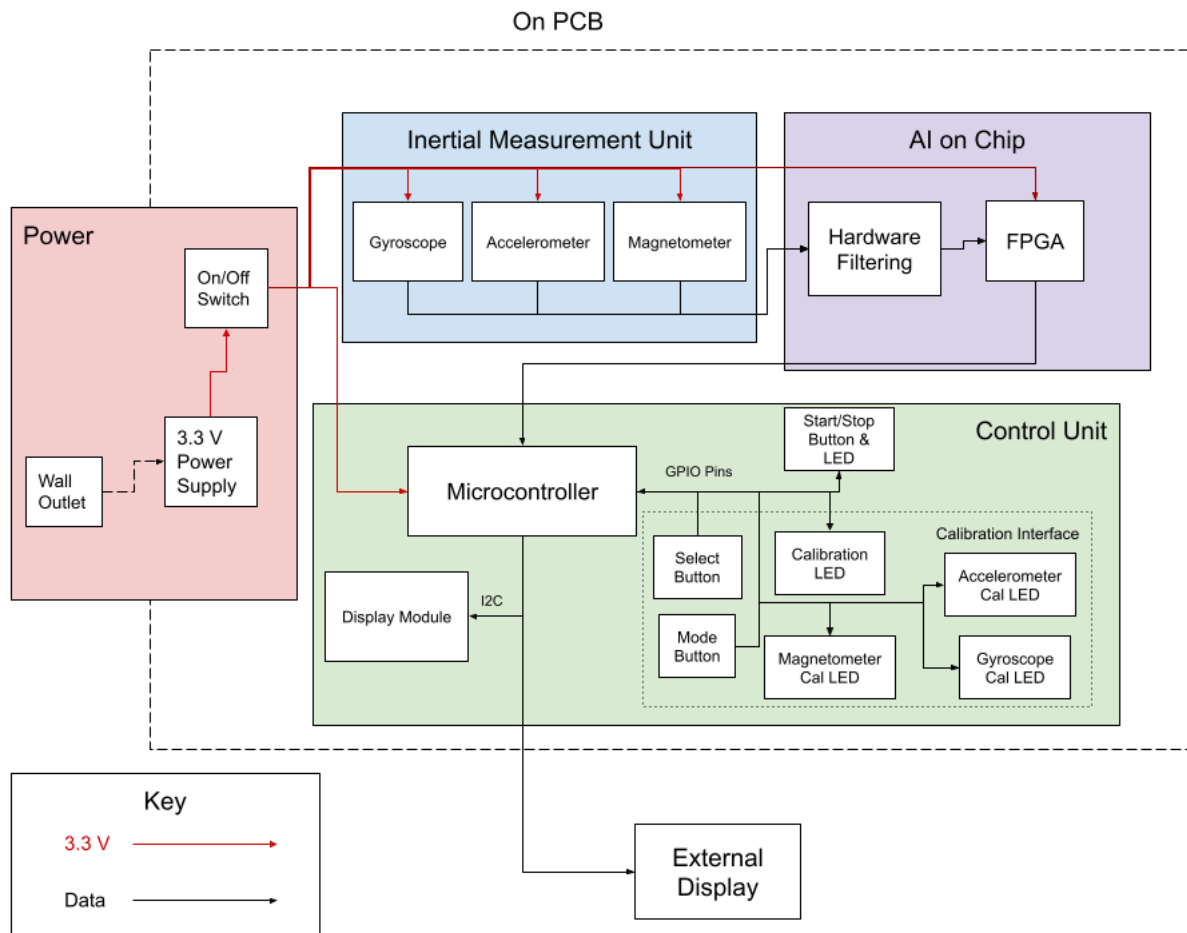 On PCB
Inertial Measurement Unit
AI on Chip
Power
Gyroscope
Accelerometer
Magnetometer
Hardware
Filtering
FPGA
On/Off
Switch
3.3 V
Power
Supply
Wall
Outlet
Control Unit
Start/Stop
Button &
LED
GPIO Pins
Microcontroller
Calibration Interface
Select
Button
Calibration
LED
Accelerometer
Cal LED
Display Module
I2C
Mode
Button
Magnetometer
Cal LED
Gyroscope
Cal LED
Key
3.3 V
Data
External
Display